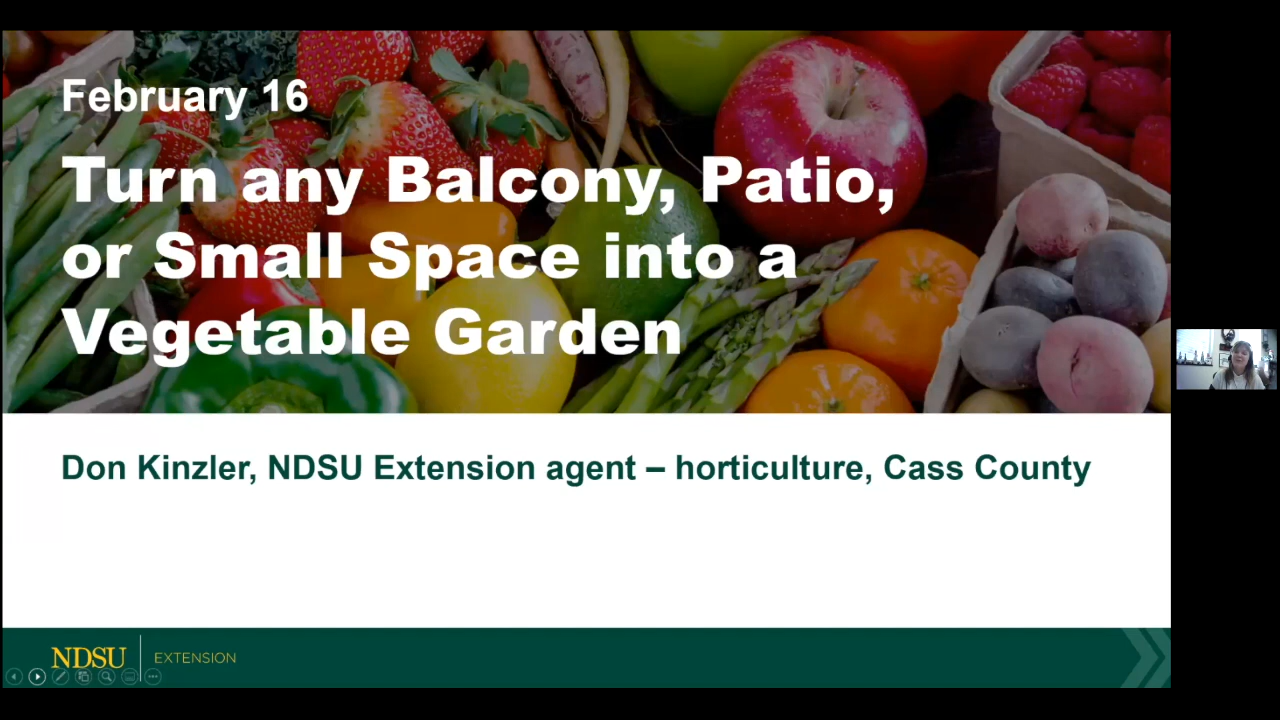 February 16
Turn any Balcony, Patio,
or Small Space into a
Vegetable Garden
Don Kinzler, NDSU Extension agent – horticulture, Cass County
NDSU EXTENSION